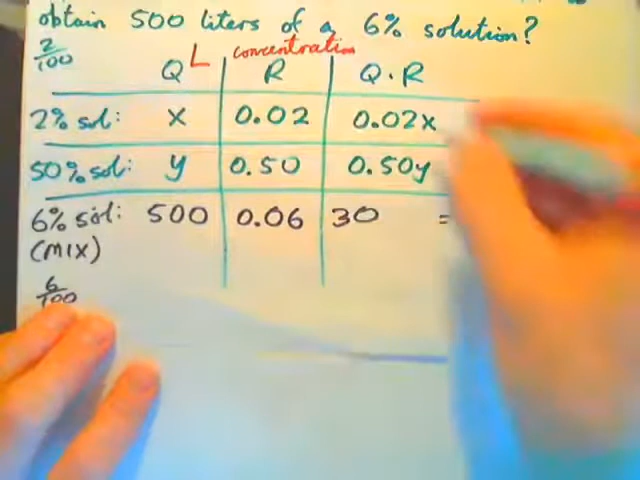 obtain 500 liters of a 6% solution?
2/100
Q L R concentration Q·R
2% sol: x 0.02 0.02x
50% sol: y 0.50 0.50y
6% sol: 500 0.06 30 =
(MIX)
6/100